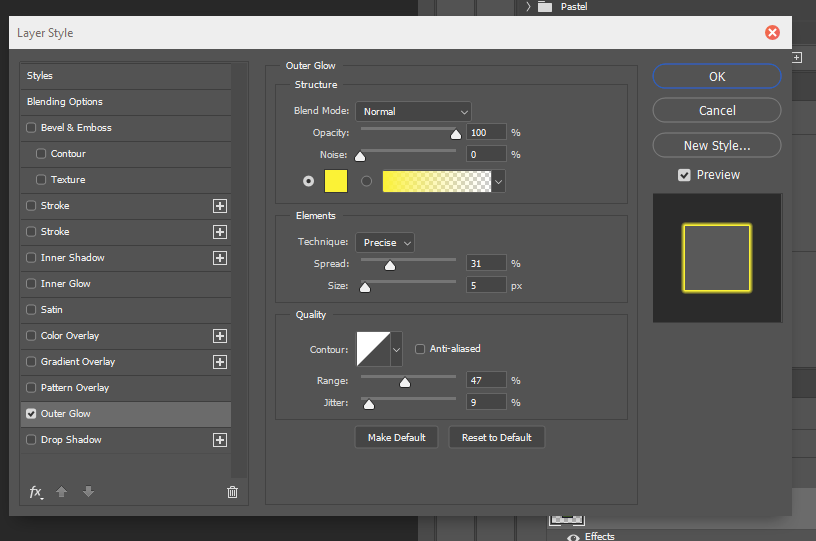 Pastel
Layer Style
Styles
Blending Options
Bevel & Emboss
Contour
Texture
Stroke
Stroke
Inner Shadow
Inner Glow
Satin
Color Overlay
Gradient Overlay
Pattern Overlay
Outer Glow
Drop Shadow
fx
Outer Glow
Structure
Blend Mode: Normal
Opacity: 100 %
Noise: 0 %
Elements
Technique: Precise
Spread: 31 %
Size: 5 px
Quality
Contour: Anti-aliased
Range: 47 %
Jitter: 9 %
Make Default Reset to Default
OK
Cancel
New Style...
Preview
Effects